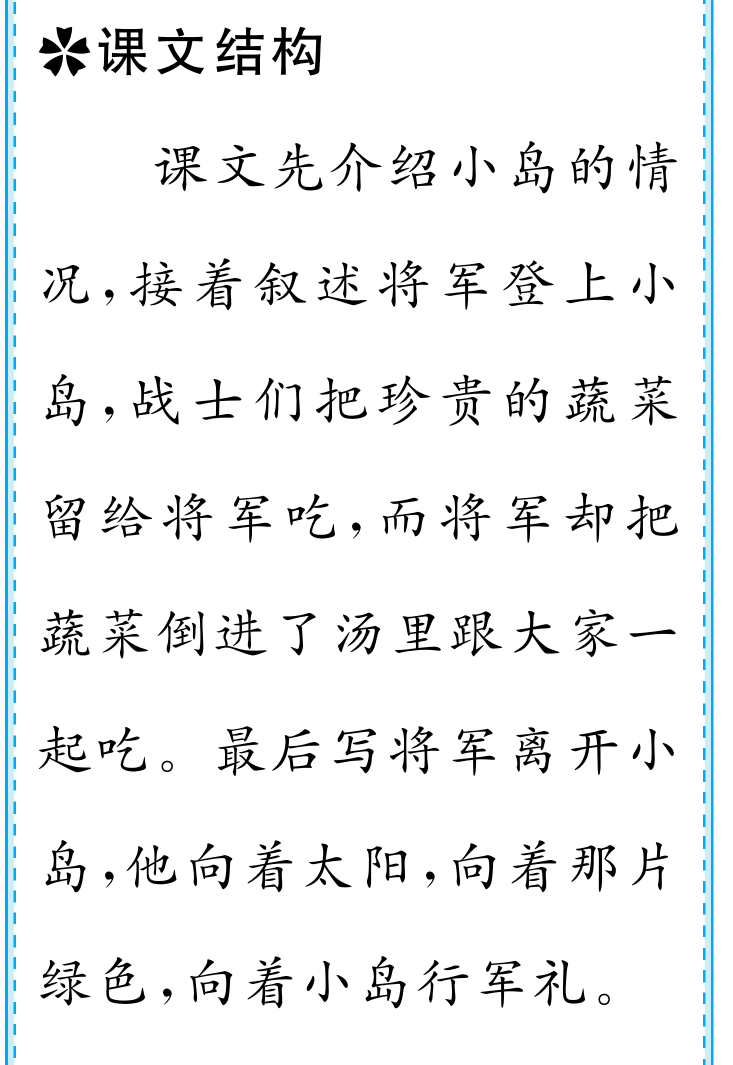 课文结构
课文先介绍小岛的情
况,接着叙述将军登上小
岛,战士们把珍贵的蔬菜
留给将军吃,而将军却把
蔬菜倒进了汤里跟大家一
起吃。最后写将军离开小
岛,他向着太阳,向着那片
绿色,向着小岛行军礼。